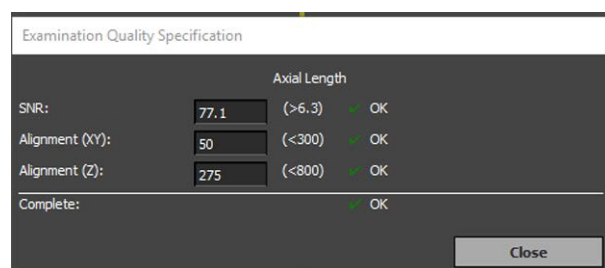 Examination Quality Specification
Axial Length
SNR: 77.1 (>6.3) OK
Alignment (XY): 50 (<300) OK
Alignment (Z): 275 (<800) OK
Complete: OK
Close